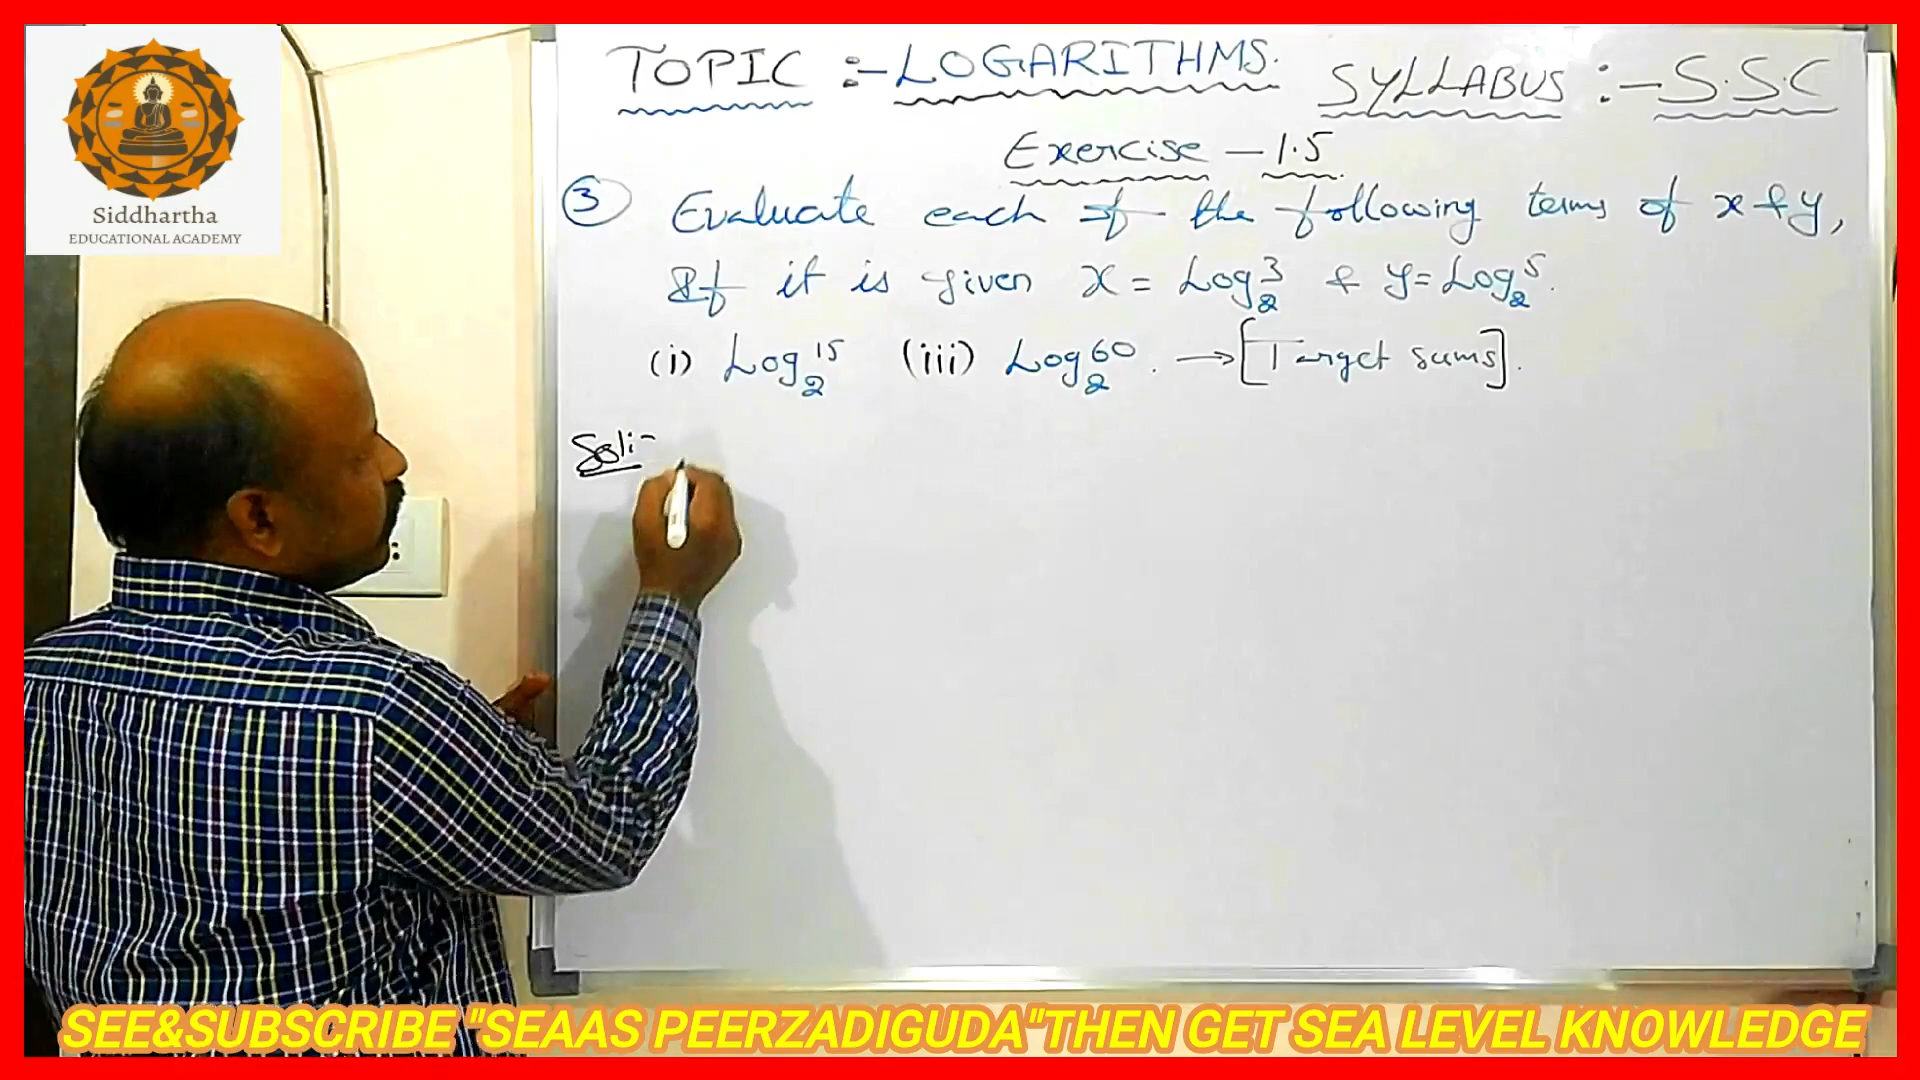 Siddhartha
EDUCATIONAL ACADEMY
TOPIC :- LOGARITHMS. SYLLABUS :- S.S.C
Exercise - 1.5
③ Evaluate each of the following terms of x & y,
If it is given x = Log₂³ & y = Log₂⁵.
(i) Log₂¹⁵ (iii) Log₂⁶⁰. → [Target sums].
Sol:-
SEE&SUBSCRIBE "SEAAS PEERZADIGUDA"THEN GET SEA LEVEL KNOWLEDGE